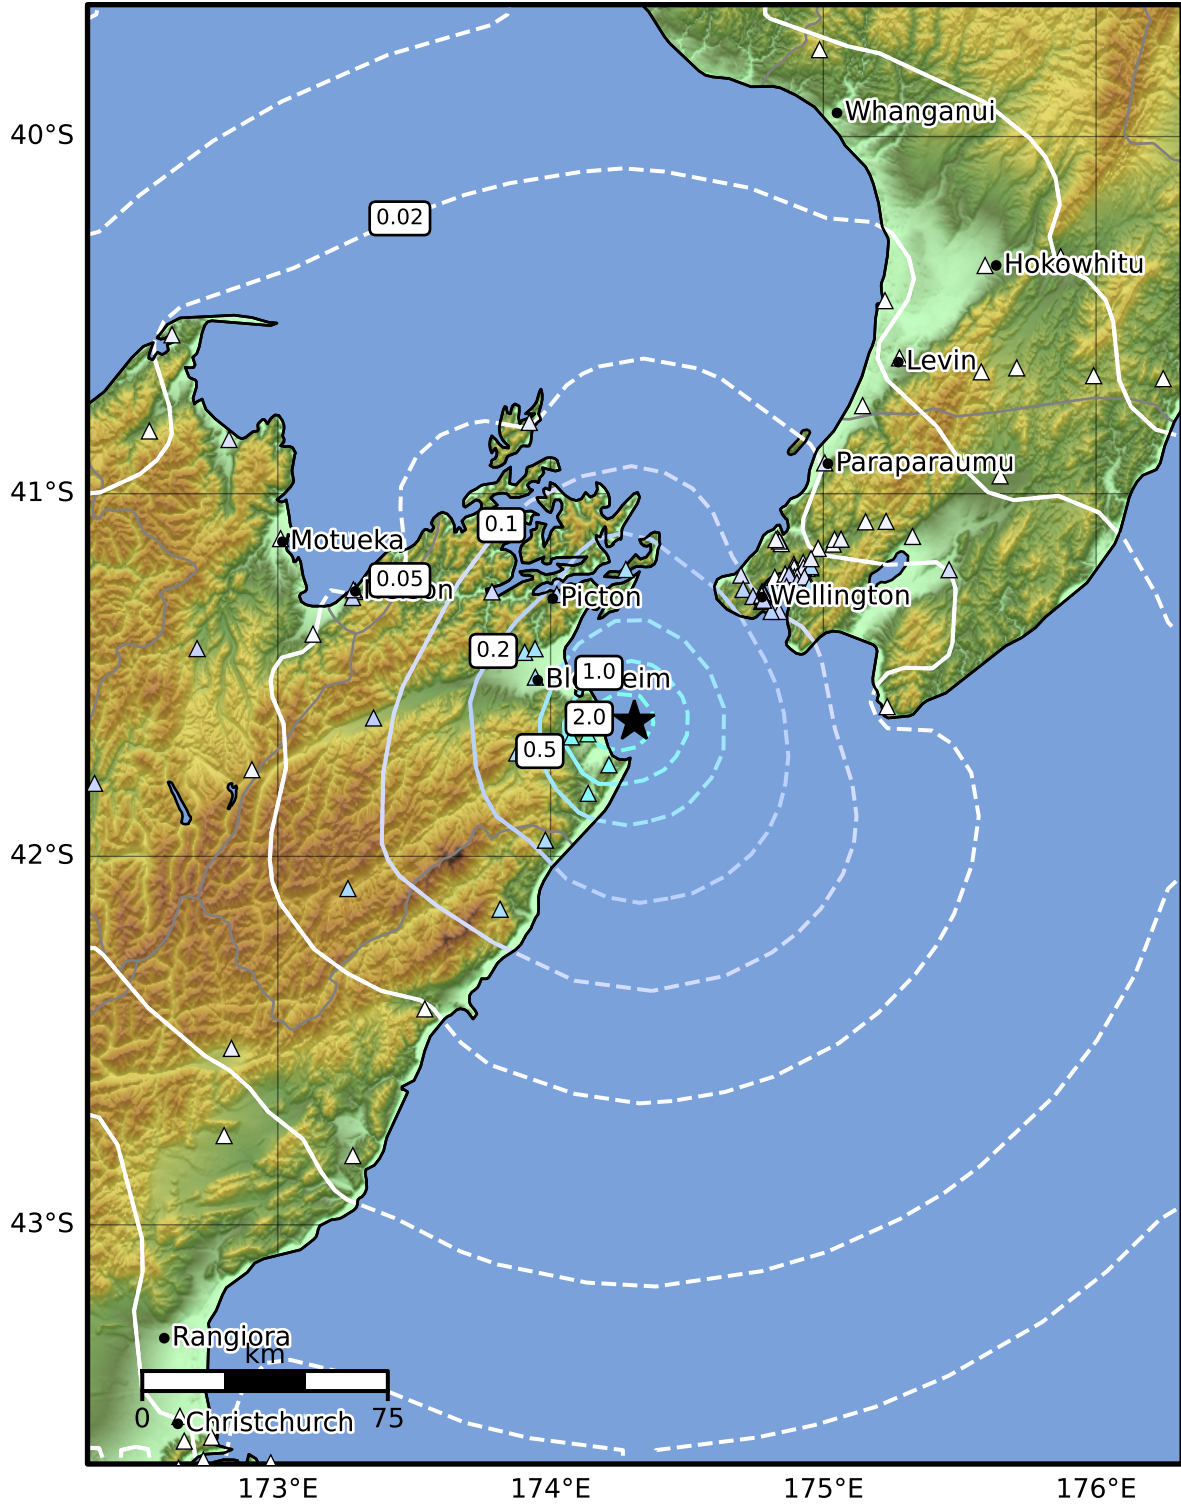 40°S
Whanganui
0.02
Hokowhitu
Levin
Paraparaumu
41°S
0.1
Motueka
0.05
Picton
Wellington
0.2
1.0
2.0
0.5
42°S
43°S
Rangiora
km
0 75
Christchurch
173°E 174°E 175°E 176°E